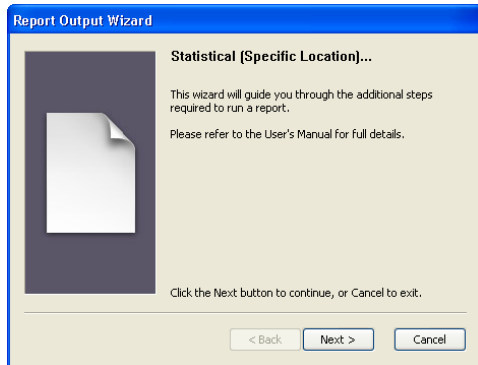 Report Output Wizard
Statistical (Specific Location)...
This wizard will guide you through the additional steps
required to run a report.
Please refer to the User's Manual for full details.
Click the Next button to continue, or Cancel to exit.
< Back Next > Cancel